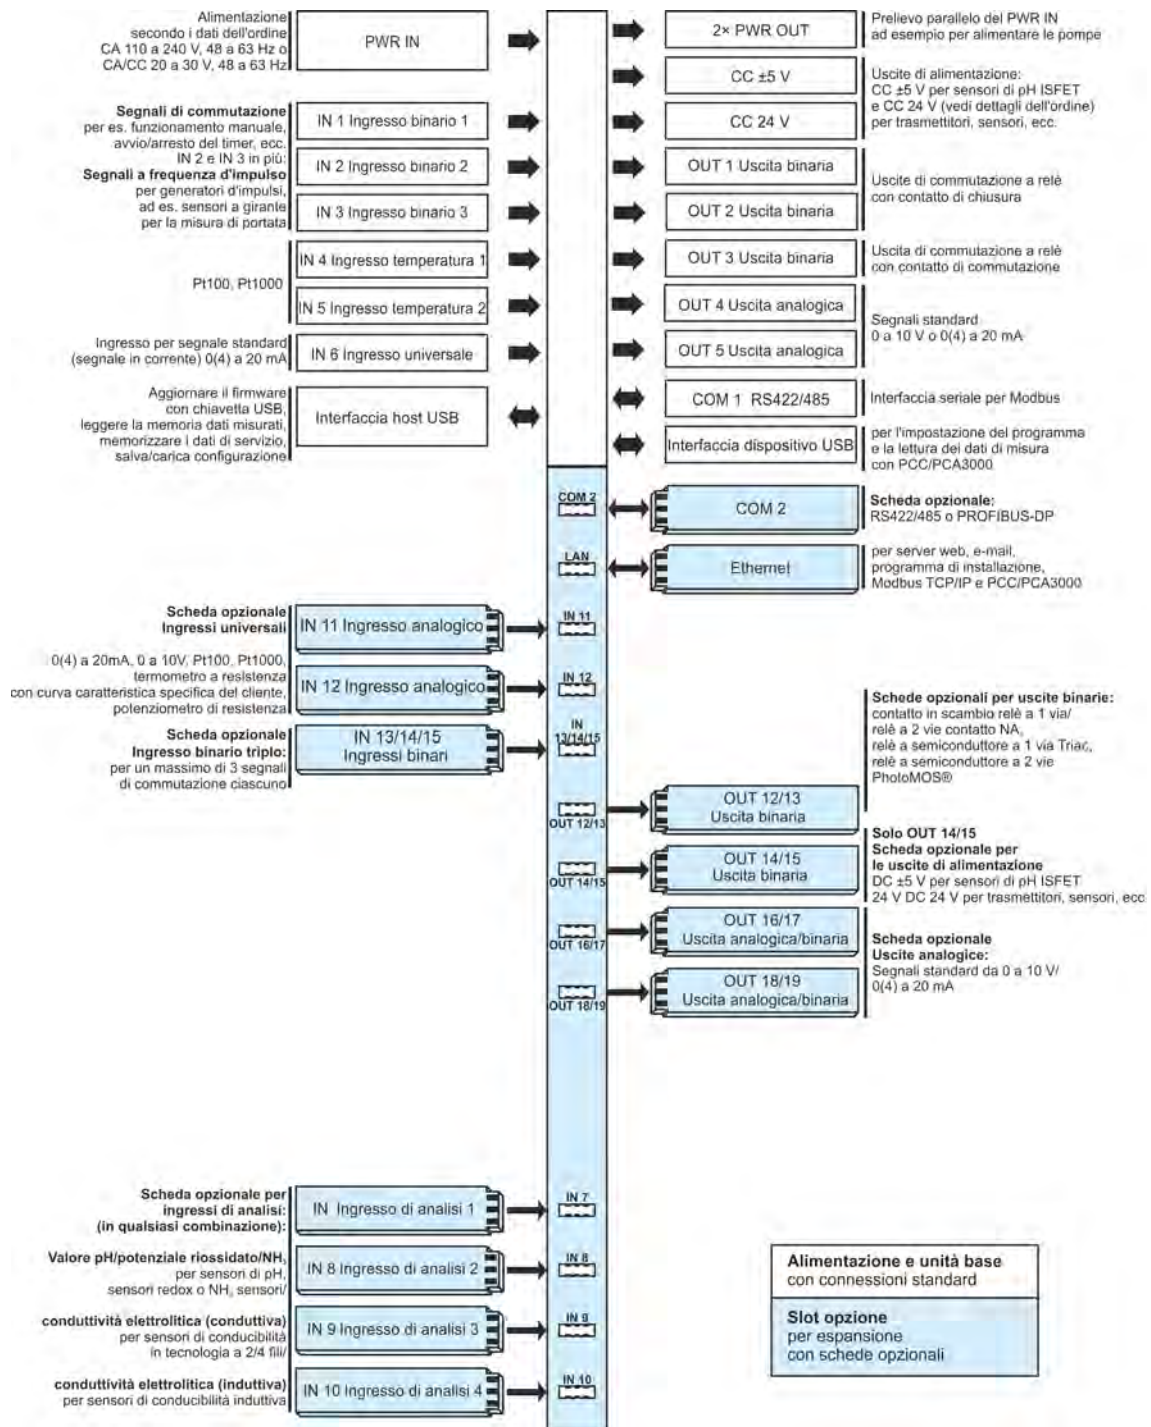 Alimentazione
secondo i dati dell'ordine
CA 110 a 240 V, 48 a 63 Hz o
CA/CC 20 a 30 V, 48 a 63 Hz
PWR IN
2× PWR OUT
Prelievo parallelo del PWR IN
ad esempio per alimentare le pompe
CC ±5 V
CC 24 V
Uscite di alimentazione:
CC ±5 V per sensori di pH ISFET
e CC 24 V (vedi dettagli dell'ordine)
per trasmettitori, sensori, ecc.
Segnali di commutazione
per es. funzionamento manuale,
avvio/arresto del timer, ecc.
IN 2 e IN 3 in più:
Segnali a frequenza d'impulso
per generatori d'impulsi,
ad es. sensori a girante
per la misura di portata
IN 1 Ingresso binario 1
IN 2 Ingresso binario 2
IN 3 Ingresso binario 3
OUT 1 Uscita binaria
OUT 2 Uscita binaria
Uscite di commutazione a relè
con contatto di chiusura
Pt100, Pt1000
IN 4 Ingresso temperatura 1
IN 5 Ingresso temperatura 2
OUT 3 Uscita binaria
Uscita di commutazione a relè
con contatto di commutazione
OUT 4 Uscita analogica
OUT 5 Uscita analogica
Segnali standard
0 a 10 V o 0(4) a 20 mA
Ingresso per segnale standard
(segnale in corrente) 0(4) a 20 mA
IN 6 Ingresso universale
Aggiornare il firmware
con chiavetta USB,
leggere la memoria dati misurati,
memorizzare i dati di servizio,
salva/carica configurazione
Interfaccia host USB
COM 1 RS422/485
Interfaccia seriale per Modbus
Interfaccia dispositivo USB
per l'impostazione del programma
e la lettura dei dati di misura
con PCC/PCA3000
COM 2
COM 2
Scheda opzionale:
RS422/485 o PROFIBUS-DP
LAN
Ethernet
per server web, e-mail,
programma di installazione,
Modbus TCP/IP e PCC/PCA3000
Scheda opzionale
Ingressi universali
0(4) a 20mA, 0 a 10V, Pt100, Pt1000,
termometro a resistenza
con curva caratteristica specifica del cliente,
potenziometro di resistenza
IN 11 Ingresso analogico
IN 11
IN 12 Ingresso analogico
IN 12
Scheda opzionale
Ingresso binario triplo:
per un massimo di 3 segnali
di commutazione ciascuno
IN 13/14/15
Ingressi binari
IN
13/14/15
Schede opzionali per uscite binarie:
contatto in scambio relè a 1 via/
relè a 2 vie contatto NA,
relè a semiconduttore a 1 via Triac,
relè a semiconduttore a 2 vie
PhotoMOS®
OUT 12/13
OUT 12/13
Uscita binaria
OUT 14/15
OUT 14/15
Uscita binaria
Solo OUT 14/15
Scheda opzionale per
le uscite di alimentazione
DC ±5 V per sensori di pH ISFET
24 V DC 24 V per trasmettitori, sensori, ecc
OUT 16/17
OUT 16/17
Uscita analogica/binaria
OUT 18/19
OUT 18/19
Uscita analogica/binaria
Scheda opzionale
Uscite analogiche:
Segnali standard da 0 a 10 V/
0(4) a 20 mA
Scheda opzionale per
ingressi di analisi:
(in qualsiasi combinazione):
IN Ingresso di analisi 1
IN 7
Valore pH/potenziale riossidato/NH₃
per sensori di pH,
sensori redox o NH₃ sensori/
IN 8 Ingresso di analisi 2
IN 8
conduttività elettrolitica (conduttiva)
per sensori di conducibilità
in tecnologia a 2/4 fili/
IN 9 Ingresso di analisi 3
IN 9
conduttività elettrolitica (induttiva)
per sensori di conducibilità induttiva
IN 10 Ingresso di analisi 4
IN 10
Alimentazione e unità base
con connessioni standard
Slot opzione
per espansione
con schede opzionali